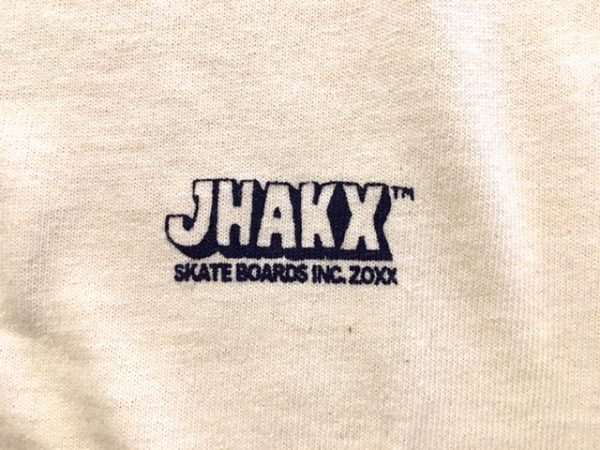 JHAKX™
SKATE BOARDS INC. ZOXX